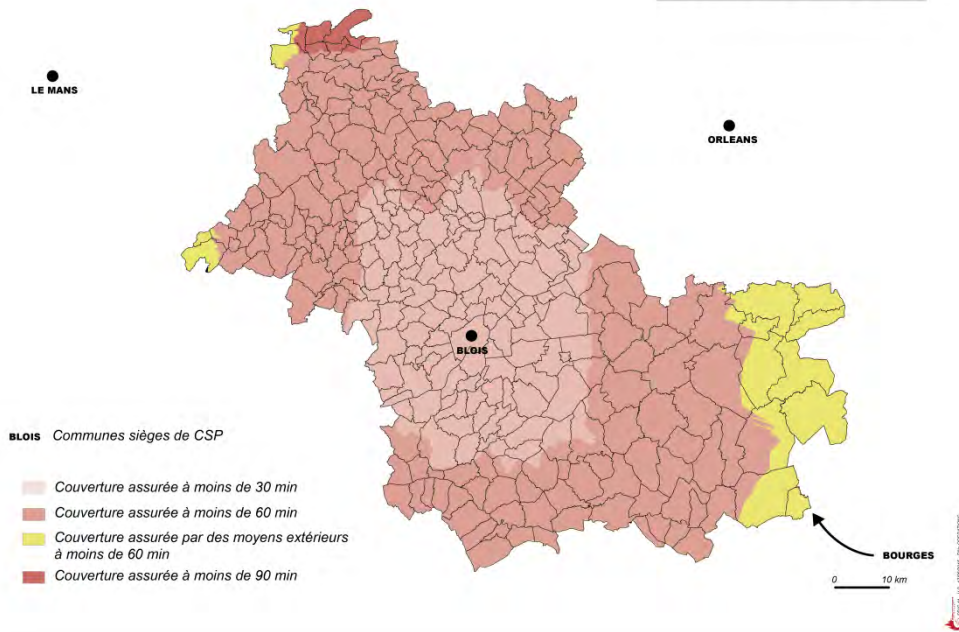 LE MANS
ORLEANS
BLOIS
BLOIS Communes sièges de CSP
Couverture assurée à moins de 30 min
Couverture assurée à moins de 60 min
Couverture assurée par des moyens extérieurs
à moins de 60 min
Couverture assurée à moins de 90 min
BOURGES
0 10 km